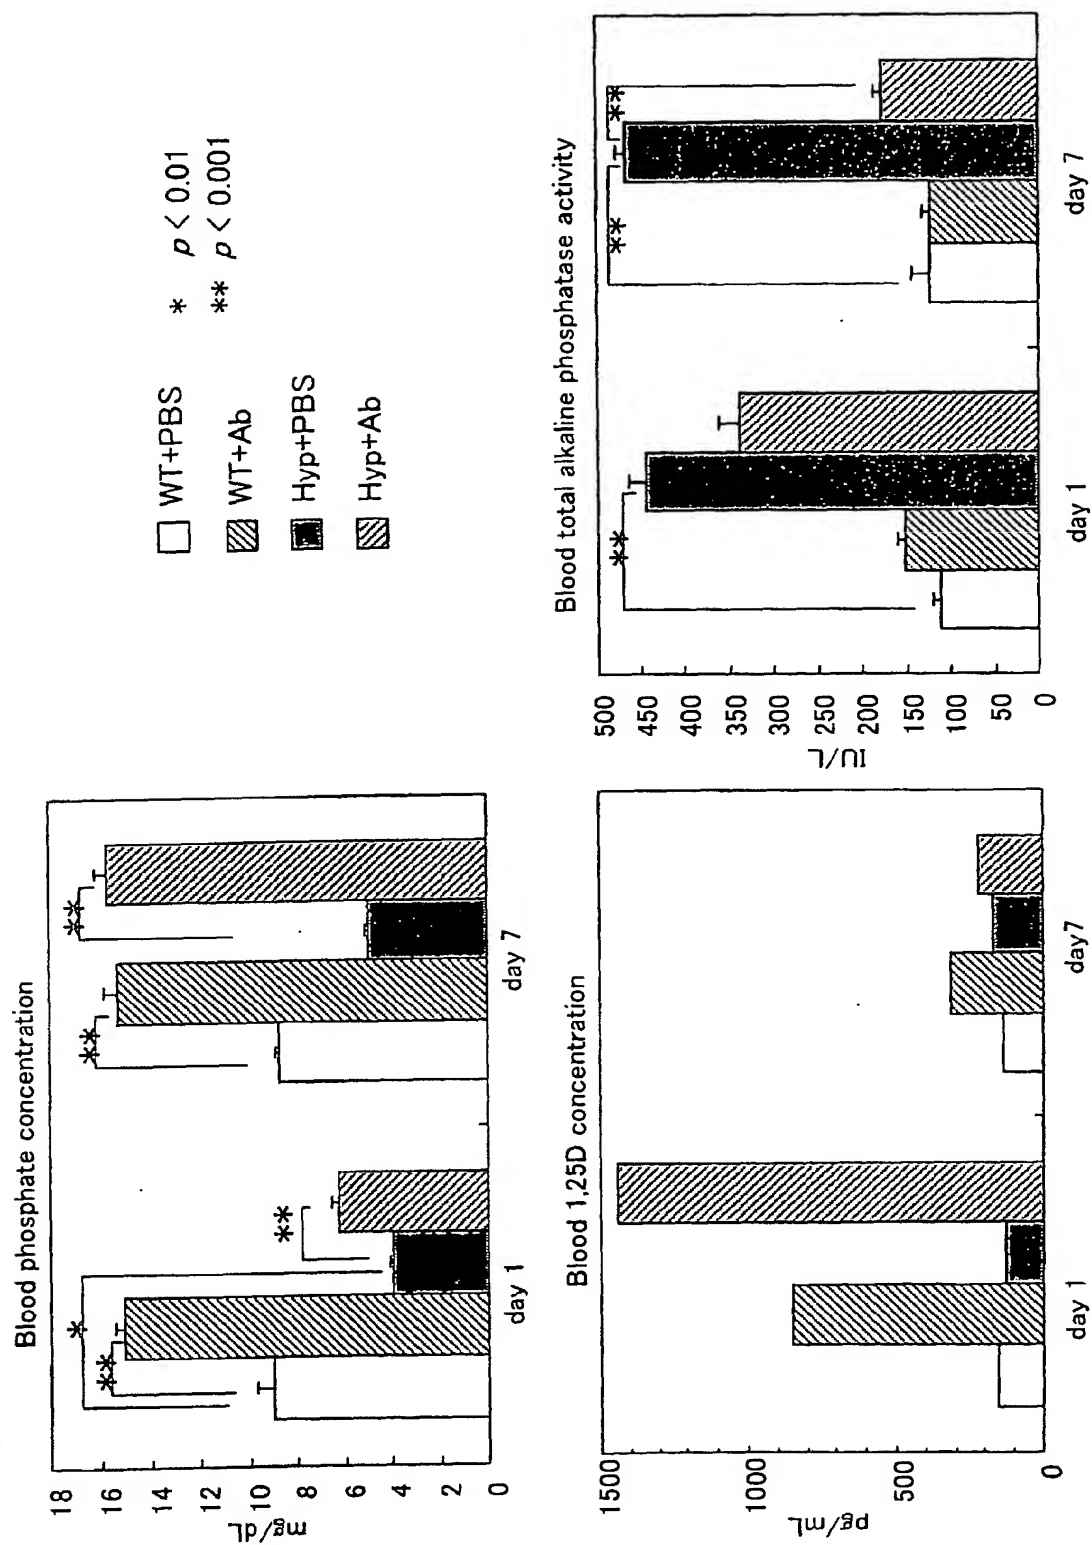 Blood phosphate concentration
mg/dL
18
16
14
12
10
8
6
4
2
0
*
**
**
**
**
day 1
day 7
WT+PBS
WT+Ab
Hyp+PBS
Hyp+Ab
* p < 0.01
** p < 0.001
Blood 1,25D concentration
pg/mL
1500
1000
500
0
day 1
day7
Blood total alkaline phosphatase activity
IU/L
500
450
400
350
300
250
200
150
100
50
0
**
**
**
day 1
day 7